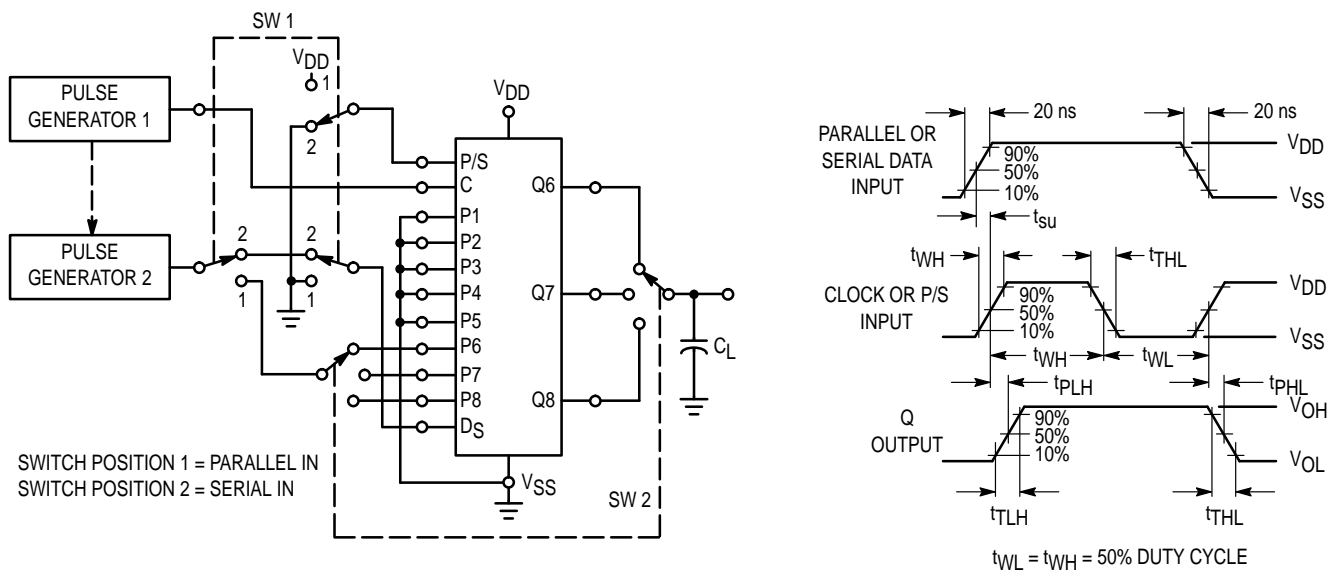 SW 1
VDD
1
2
PULSE
GENERATOR 1
PULSE
GENERATOR 2
2
1
2
1
VDD
P/S
C
P1
P2
P3
P4
P5
P6
P7
P8
DS
Q6
Q7
Q8
VSS
CL
SW 2
SWITCH POSITION 1 = PARALLEL IN
SWITCH POSITION 2 = SERIAL IN
20 ns
20 ns
PARALLEL OR
SERIAL DATA
INPUT
90%
50%
10%
VDD
VSS
tsu
tWH
tTHL
CLOCK OR P/S
INPUT
90%
50%
10%
VDD
VSS
tWH
tWL
tPLH
tPHL
Q
OUTPUT
90%
50%
10%
VOH
VOL
tTLH
tTHL
tWL = tWH = 50% DUTY CYCLE